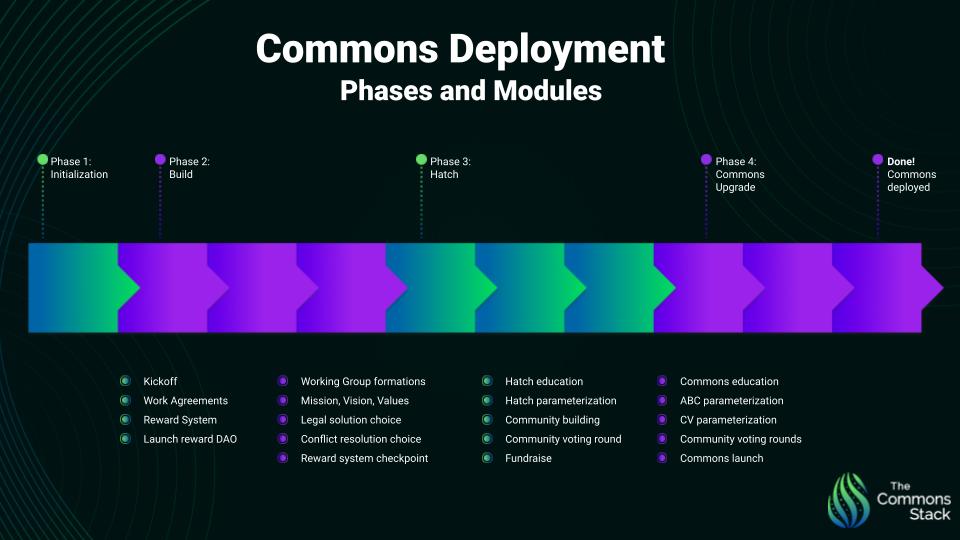 Commons Deployment
Phases and Modules
Phase 1:
Initialization
Phase 2:
Build
Phase 3:
Hatch
Phase 4:
Commons
Upgrade
Done!
Commons
deployed
Kickoff
Work Agreements
Reward System
Launch reward DAO
Working Group formations
Mission, Vision, Values
Legal solution choice
Conflict resolution choice
Reward system checkpoint
Hatch education
Hatch parameterization
Community building
Community voting round
Fundraise
Commons education
ABC parameterization
CV parameterization
Community voting rounds
Commons launch
The
Commons
Stack